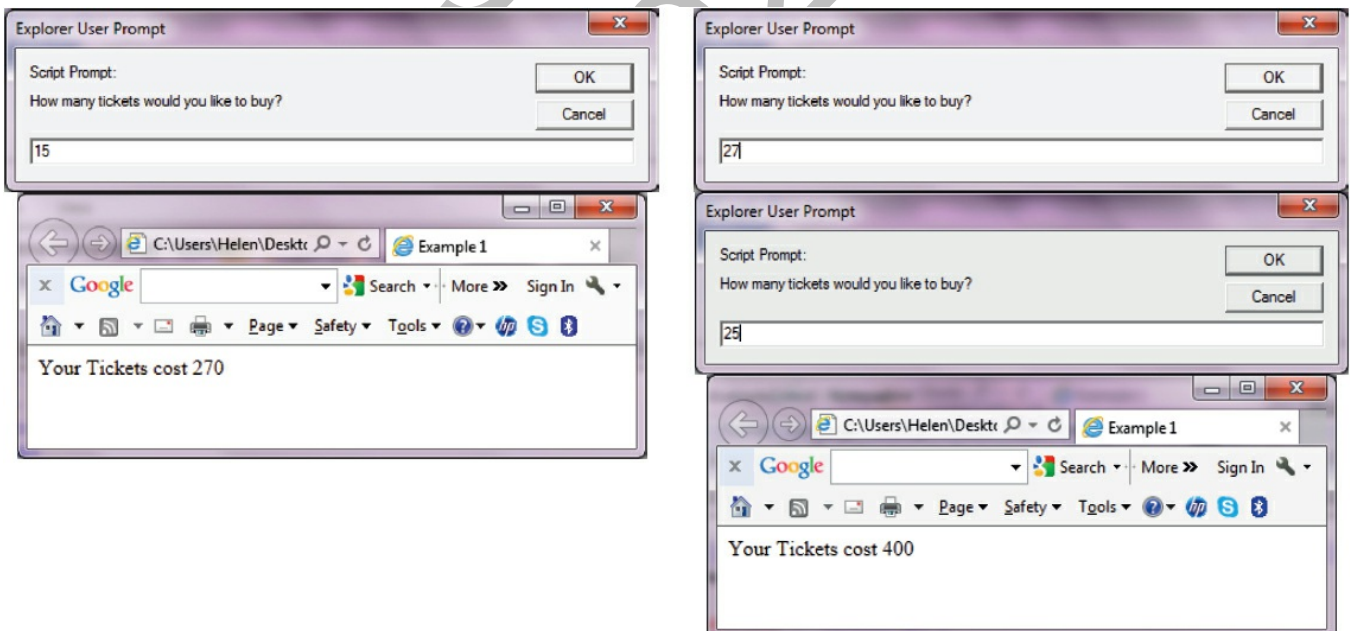 Explorer User Prompt
Script Prompt:
How many tickets would you like to buy?
OK
Cancel
15
C:\Users\Helen\Deskt
Example 1
Google
Search
More »
Sign In
Page
Safety
Tools
hp
S
Your Tickets cost 270
Explorer User Prompt
Script Prompt:
How many tickets would you like to buy?
OK
Cancel
27
Explorer User Prompt
Script Prompt:
How many tickets would you like to buy?
OK
Cancel
25
C:\Users\Helen\Deskt
Example 1
Google
Search
More »
Sign In
Page
Safety
Tools
hp
S
Your Tickets cost 400